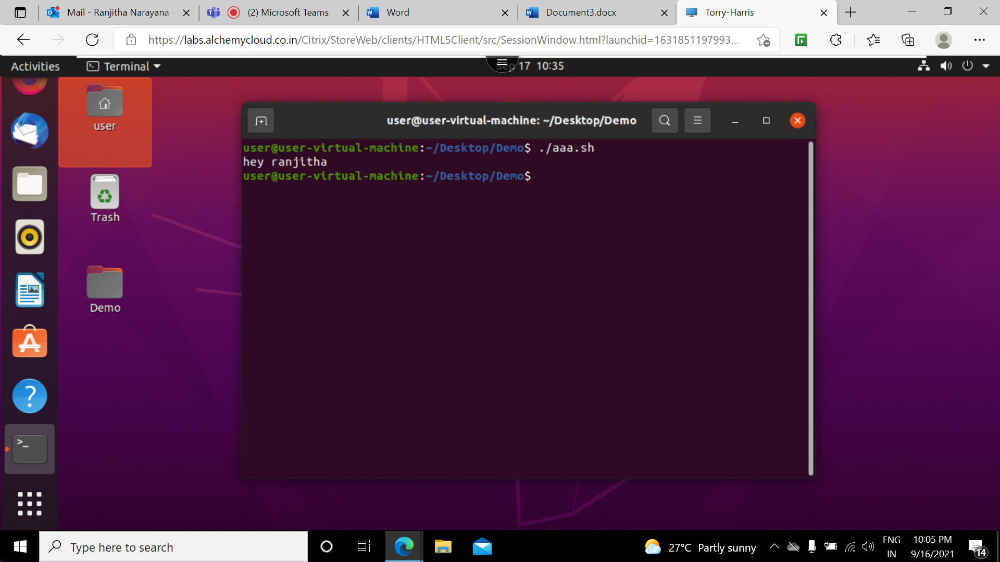 Mail - Ranjitha Narayana -
(2) Microsoft Teams
Word
Document3.docx
Torry-Harris
https://labs.alchemycloud.co.in/Citrix/StoreWeb/clients/HTML5Client/src/SessionWindow.html?launchid=1631851197993...
Activities
Terminal
Sep 17 10:35
user
Trash
Demo
user@user-virtual-machine: ~/Desktop/Demo
user@user-virtual-machine:~/Desktop/Demo$ ./aaa.sh
hey ranjitha
user@user-virtual-machine:~/Desktop/Demo$
Type here to search
27°C Partly sunny
ENG
IN
10:05 PM
9/16/2021
14